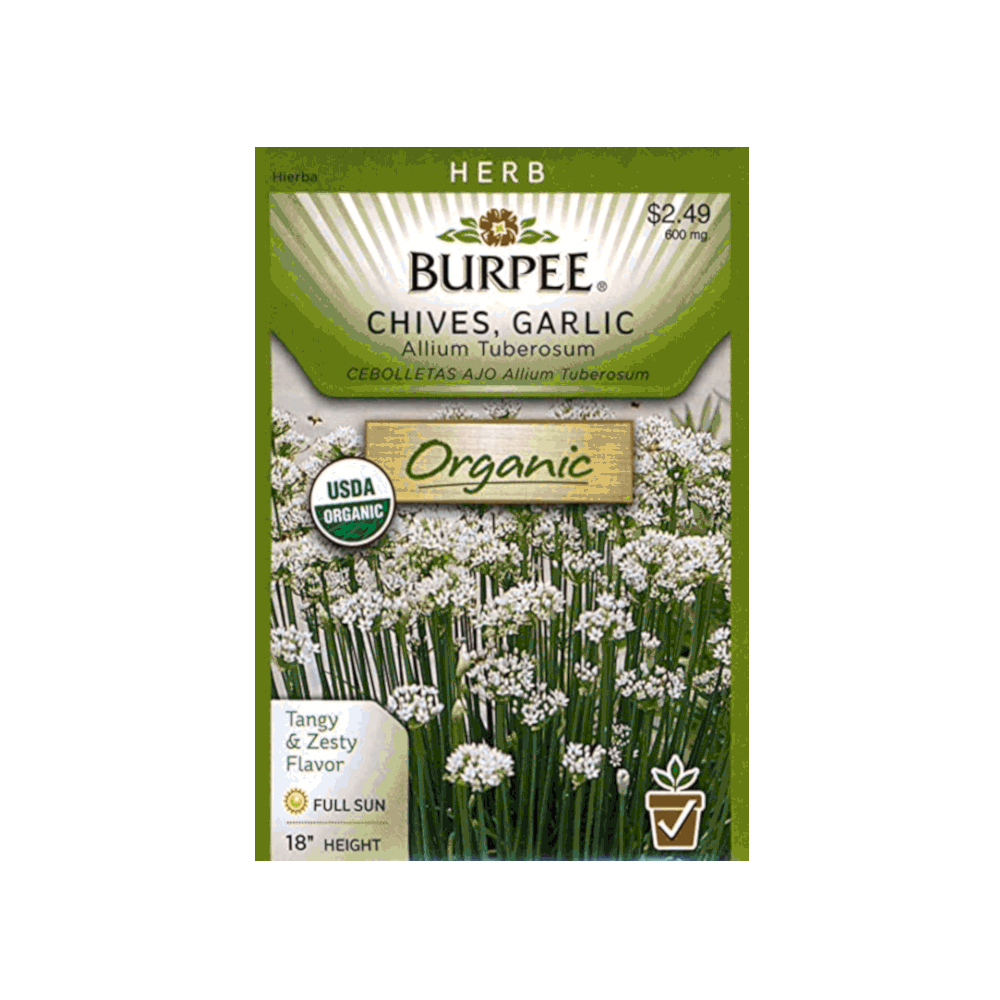 Hierba
HERB
$2.49
600 mg.
BURPEE®
CHIVES, GARLIC
Allium Tuberosum
CEBOLLETAS AJO Allium Tuberosum
Organic
USDA
ORGANIC
Tangy
& Zesty
Flavor
FULL SUN
18" HEIGHT